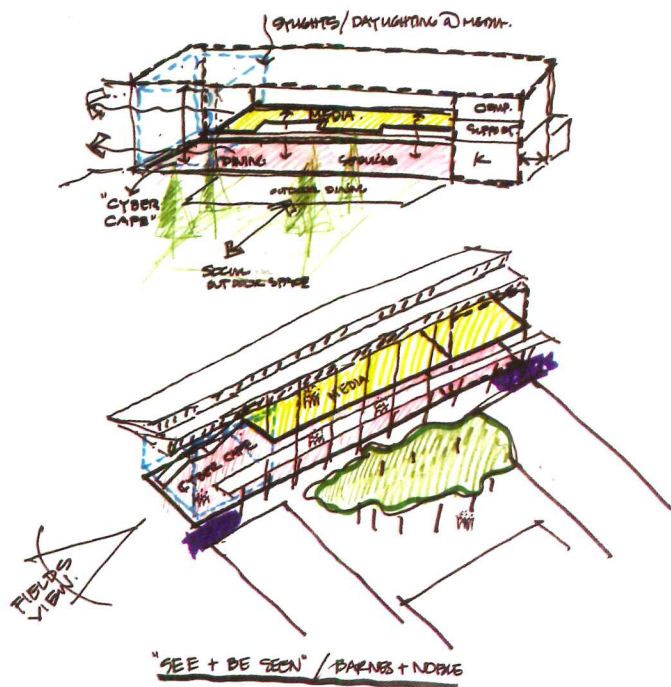 SKYLIGHTS / DAYLIGHTING @ MEDIA.
MEDIA
COMP.
SUPPORT
DINING
K
OUTDOOR DINING
"CYBER
CAFE"
SOCIAL
OUTDOOR SPACE
MEDIA
CYBER CAFE
FIELDS
VIEW.
"SEE + BE SEEN" / BARNES + NOBLE